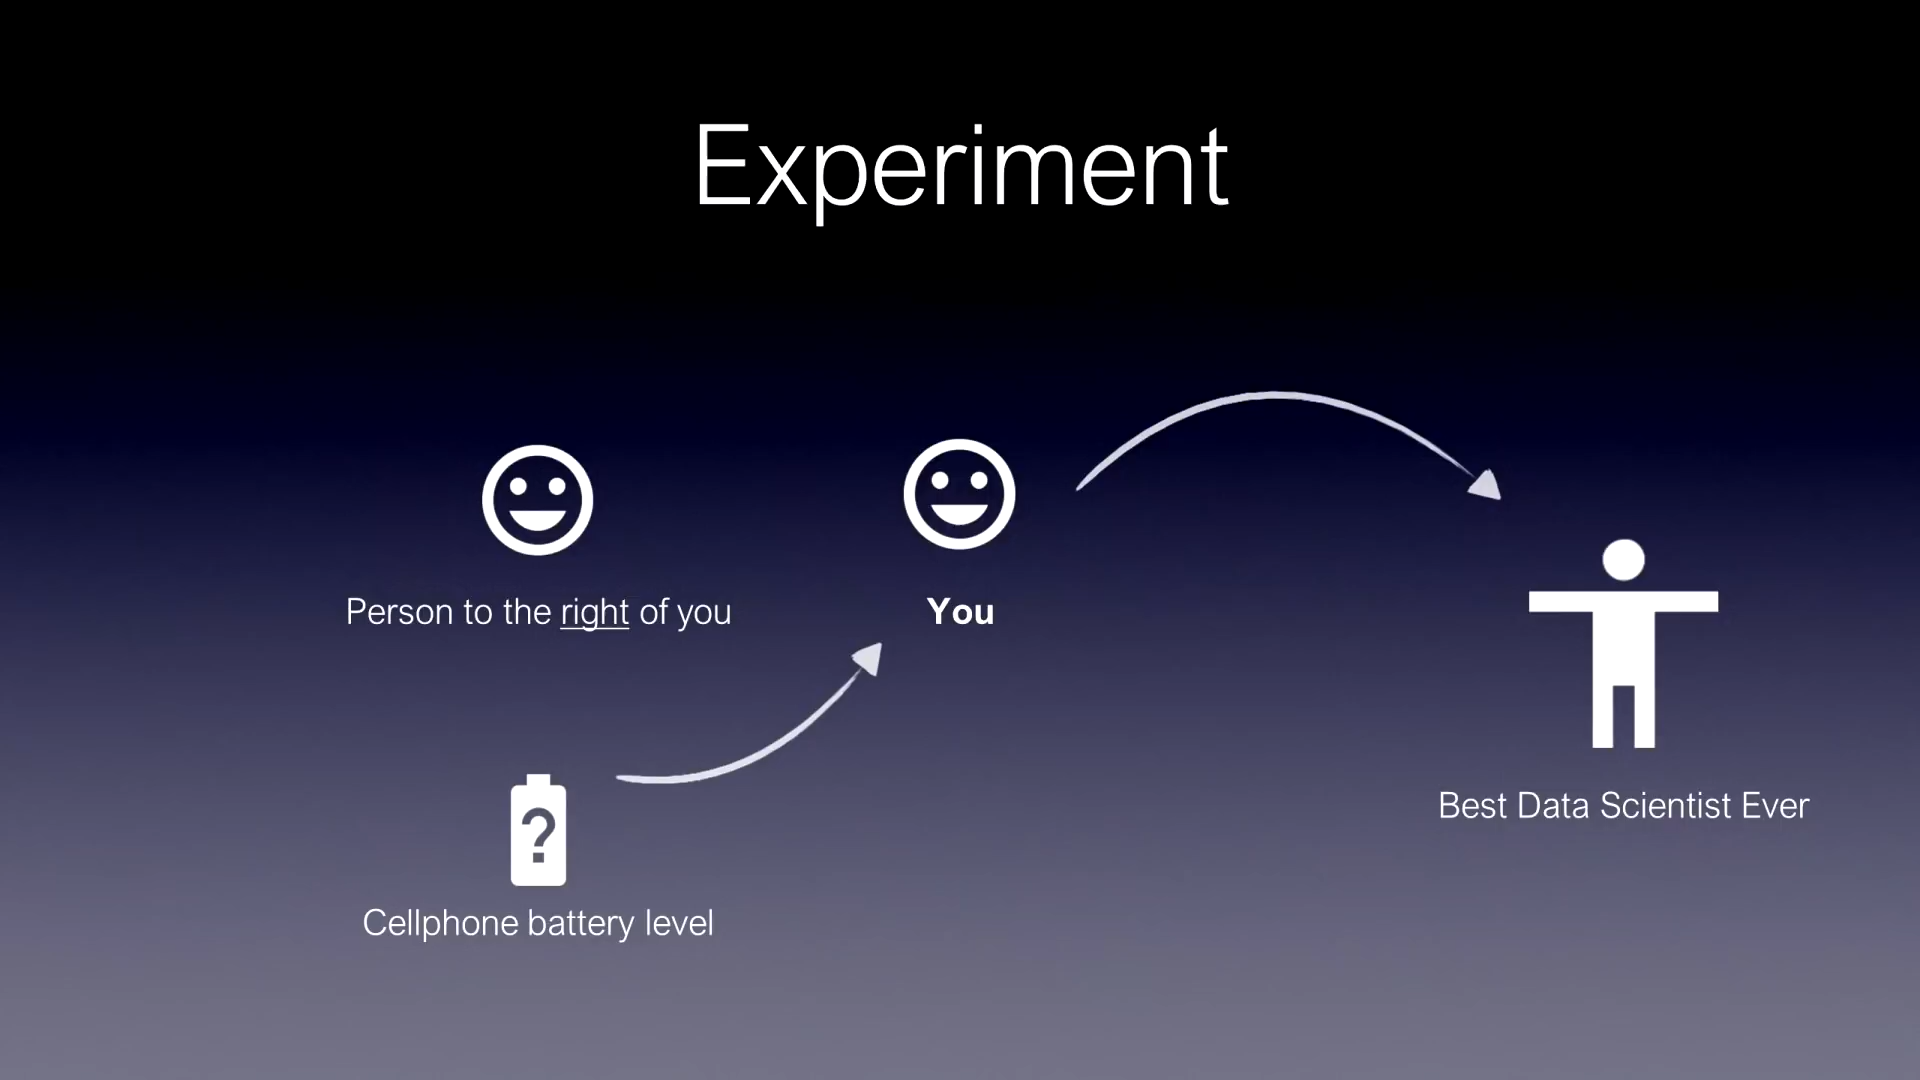 Experiment
Person to the right of you
You
?
Cellphone battery level
Best Data Scientist Ever